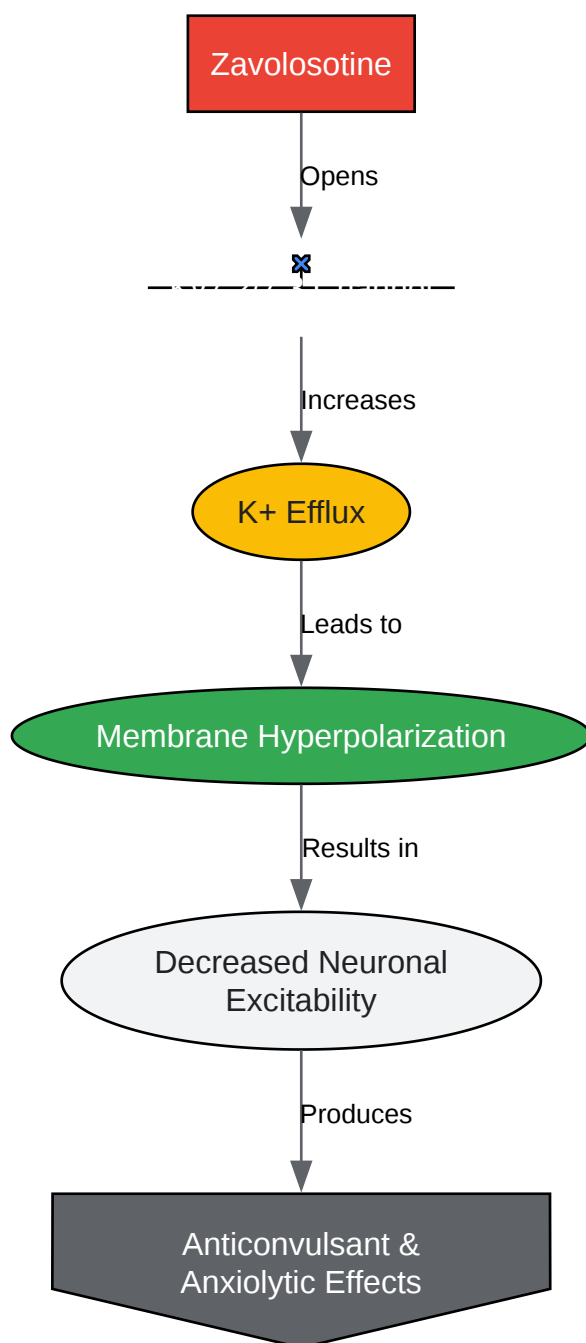 Zavolosotine
Opens
Increases
K+ Efflux
Leads to
Membrane Hyperpolarization
Results in
Decreased Neuronal
Excitability
Produces
Anticonvulsant &
Anxiolytic Effects